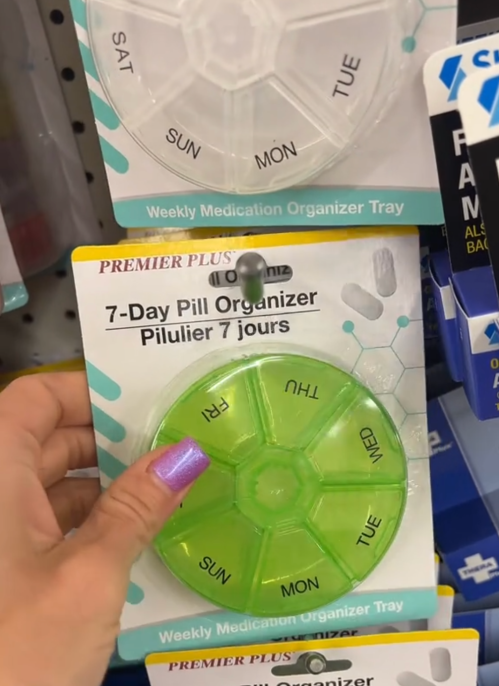 SAT
TUE
SUN
MON
Weekly Medication Organizer Tray
PREMIER PLUS
7-Day Pill Organizer
Pilulier 7 jours
THU
FRI
WED
TUE
SUN
MON
Weekly Medication Organizer Tray
PREMIER PLUS
THERA